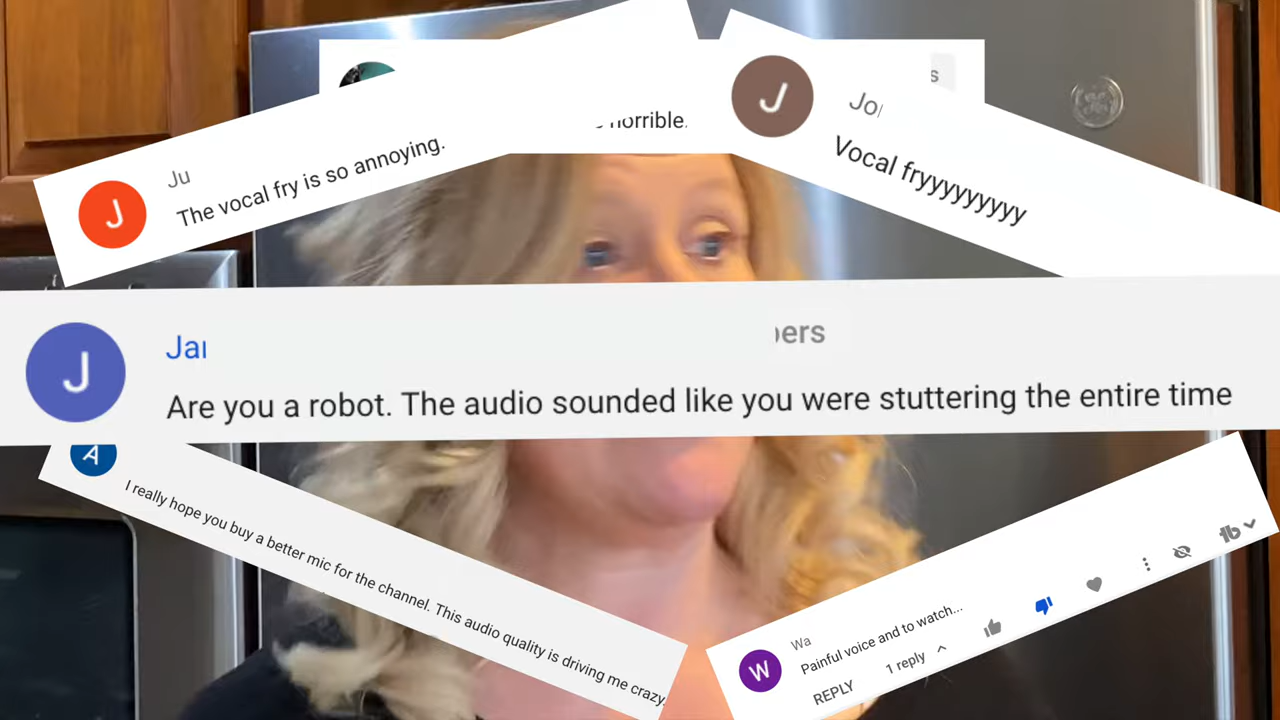 s
horrible.
J
Ju
The vocal fry is so annoying.
J
Jo
Vocal fryyyyyyyyy
J
Jai
bers
Are you a robot. The audio sounded like you were stuttering the entire time
A
I really hope you buy a better mic for the channel. This audio quality is driving me crazy.
W
Wa
Painful voice and to watch...
REPLY
1 reply